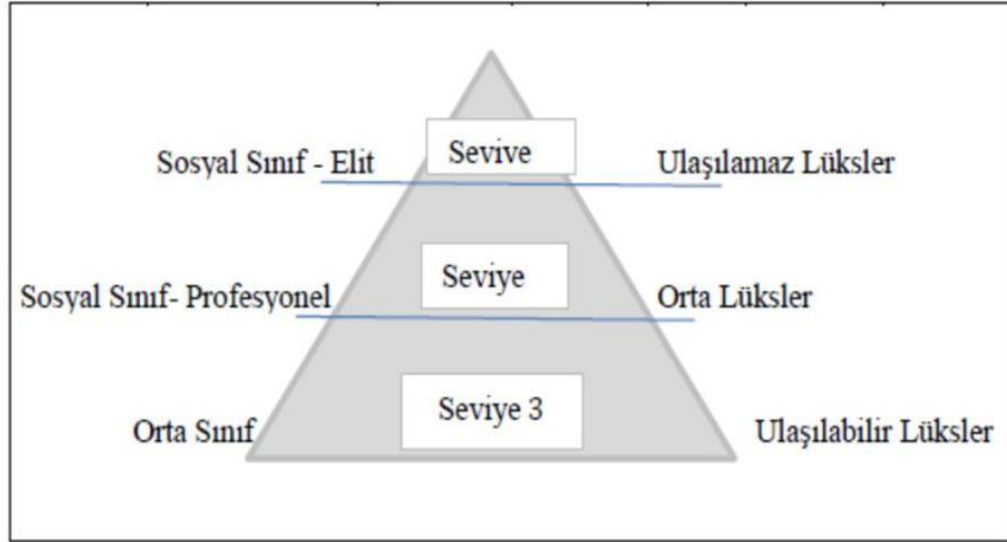 Sosyal Sınıf - Elit
Sevive
Ulaşılamaz Lüksler
Sosyal Sınıf- Profesyonel
Seviye
Orta Lüksler
Orta Sınıf
Seviye 3
Ulaşılabilir Lüksler